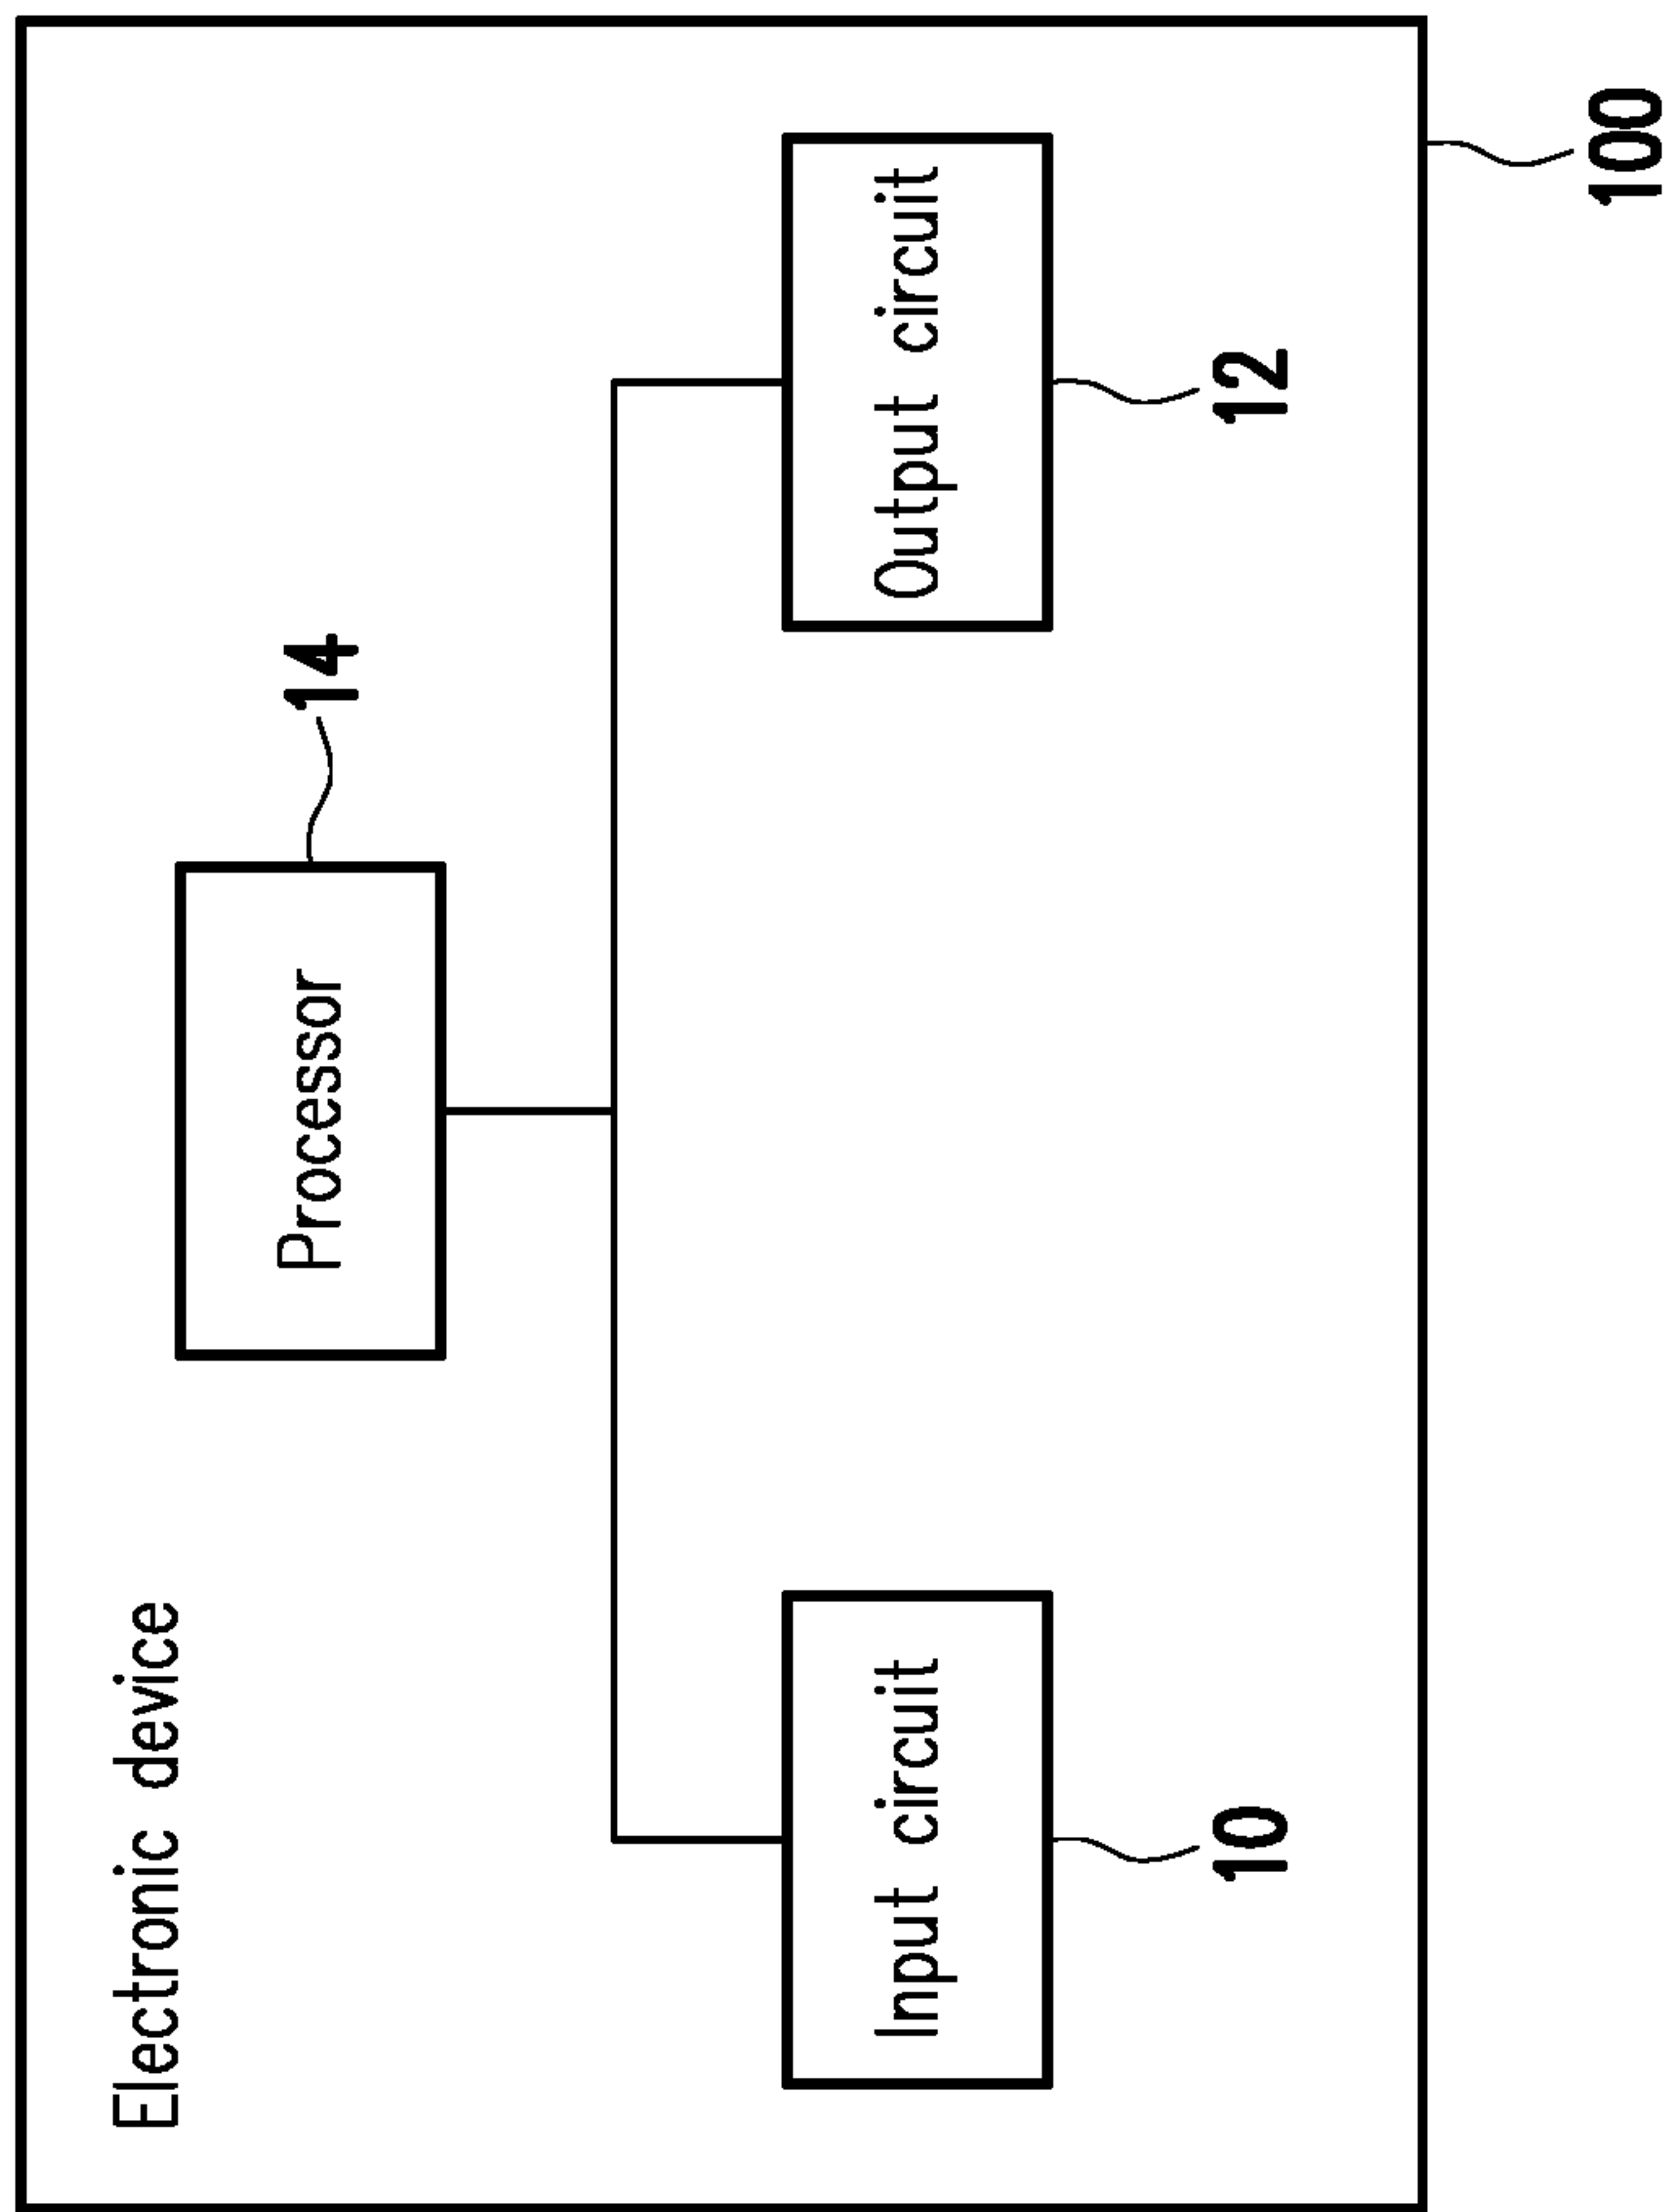 Electronic device
Processor
14
Input circuit
10
Output circuit
12
100